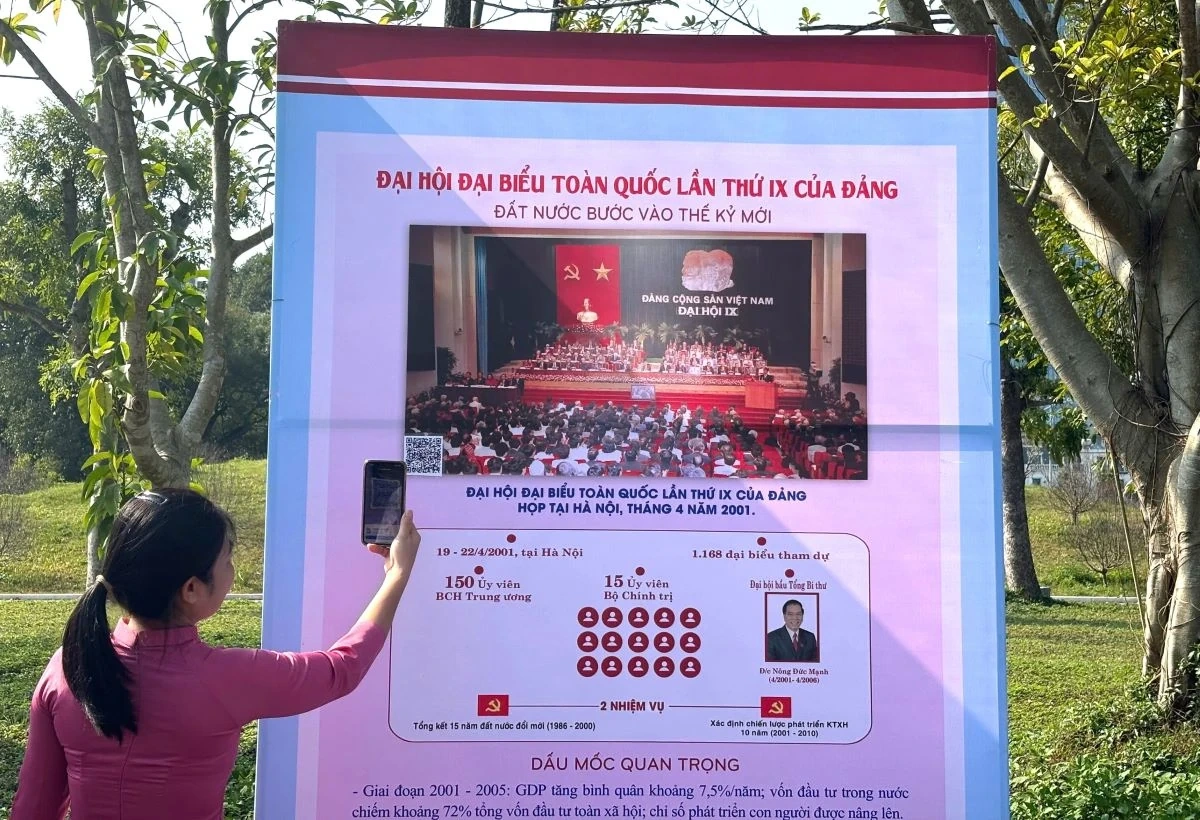 ĐẠI HỘI ĐẠI BIỂU TOÀN QUỐC LẦN THỨ IX CỦA ĐẢNG
ĐẤT NƯỚC BƯỚC VÀO THẾ KỶ MỚI
ĐẢNG CỘNG SẢN VIỆT NAM
ĐẠI HỘI IX
ĐẠI HỘI ĐẠI BIỂU TOÀN QUỐC LẦN THỨ IX CỦA ĐẢNG
HỌP TẠI HÀ NỘI, THÁNG 4 NĂM 2001.
19 - 22/4/2001, tại Hà Nội
1.168 đại biểu tham dự
150 Ủy viên
BCH Trung ương
15 Ủy viên
Bộ Chính trị
Đại hội bầu Tổng Bí thư
Đ/c Nông Đức Mạnh
(4/2001- 4/2006)
2 NHIỆM VỤ
Tổng kết 15 năm đất nước đổi mới (1986 - 2000)
Xác định chiến lược phát triển KTXH
10 năm (2001 - 2010)
DẤU MỐC QUAN TRỌNG
- Giai đoạn 2001 - 2005: GDP tăng bình quân khoảng 7,5%/năm; vốn đầu tư trong nước
chiếm khoảng 72% tổng vốn đầu tư toàn xã hội; chỉ số phát triển con người được nâng lên.